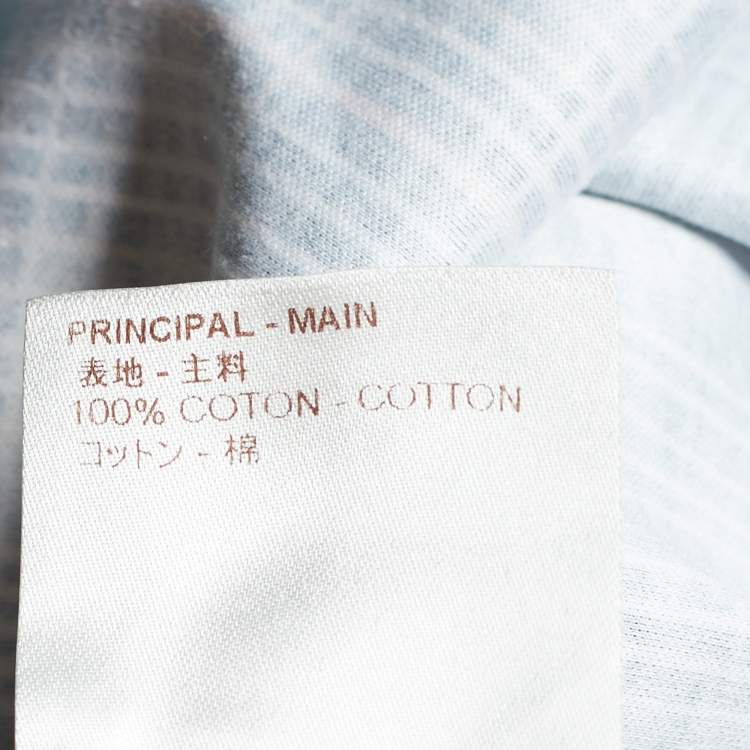 PRINCIPAL - MAIN
表地 - 主料
100% COTON - COTTON
コットン - 棉